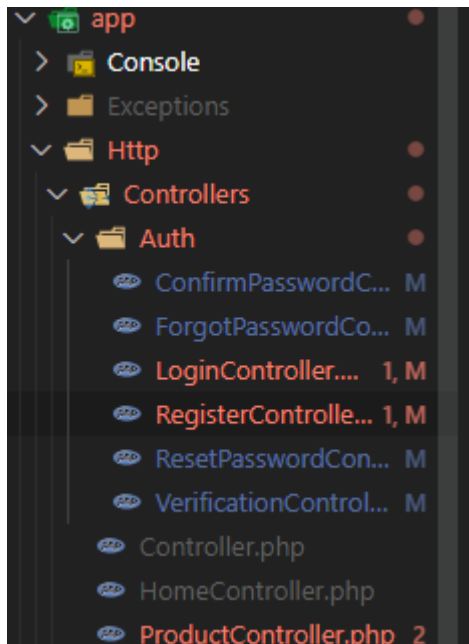 app
Console
Exceptions
Http
Controllers
Auth
ConfirmPasswordC... M
ForgotPasswordCo... M
LoginController.... 1, M
RegisterControlle... 1, M
ResetPasswordCon... M
VerificationControl... M
Controller.php
HomeController.php
ProductController.php 2